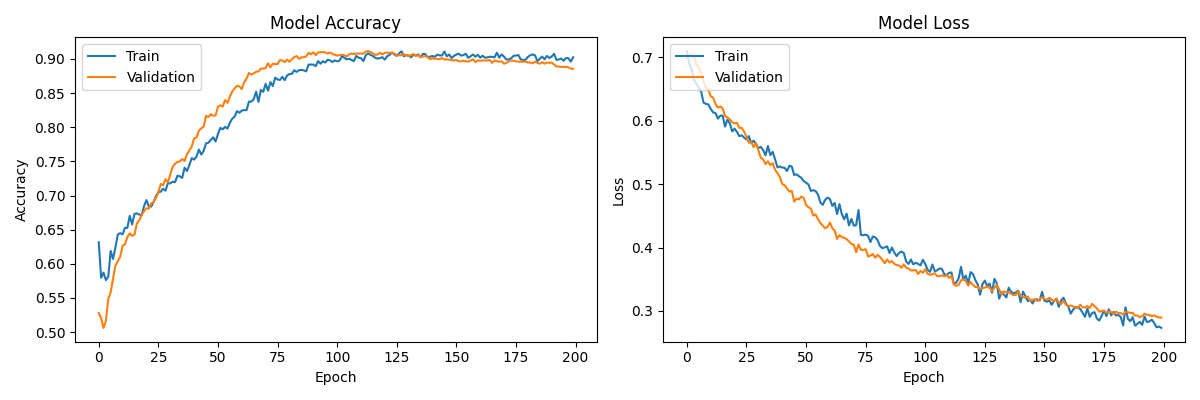 Model Accuracy
Train
Validation
0.90
0.85
0.80
0.75
0.70
0.65
0.60
0.55
0.50
Accuracy
0 25 50 75 100 125 150 175 200
Epoch
Model Loss
Train
Validation
0.7
0.6
0.5
0.4
0.3
Loss
0 25 50 75 100 125 150 175 200
Epoch